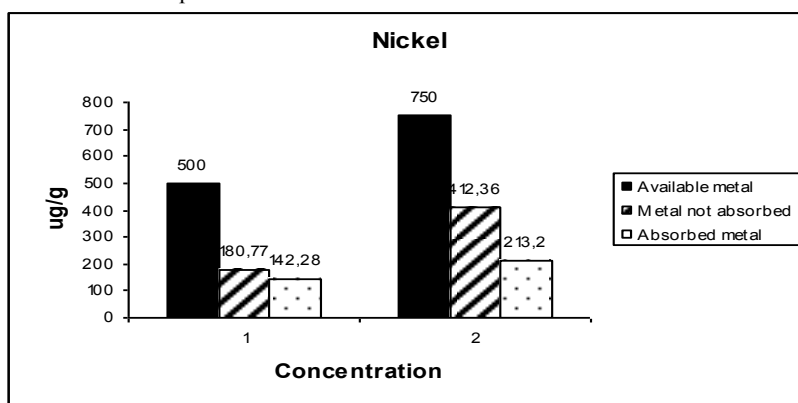 Nickel
ug/g
800
700
600
500
400
300
200
100
0
500
180,77
142,28
750
412,36
213,2
1
2
Concentration
Available metal
Metal not absorbed
Absorbed metal